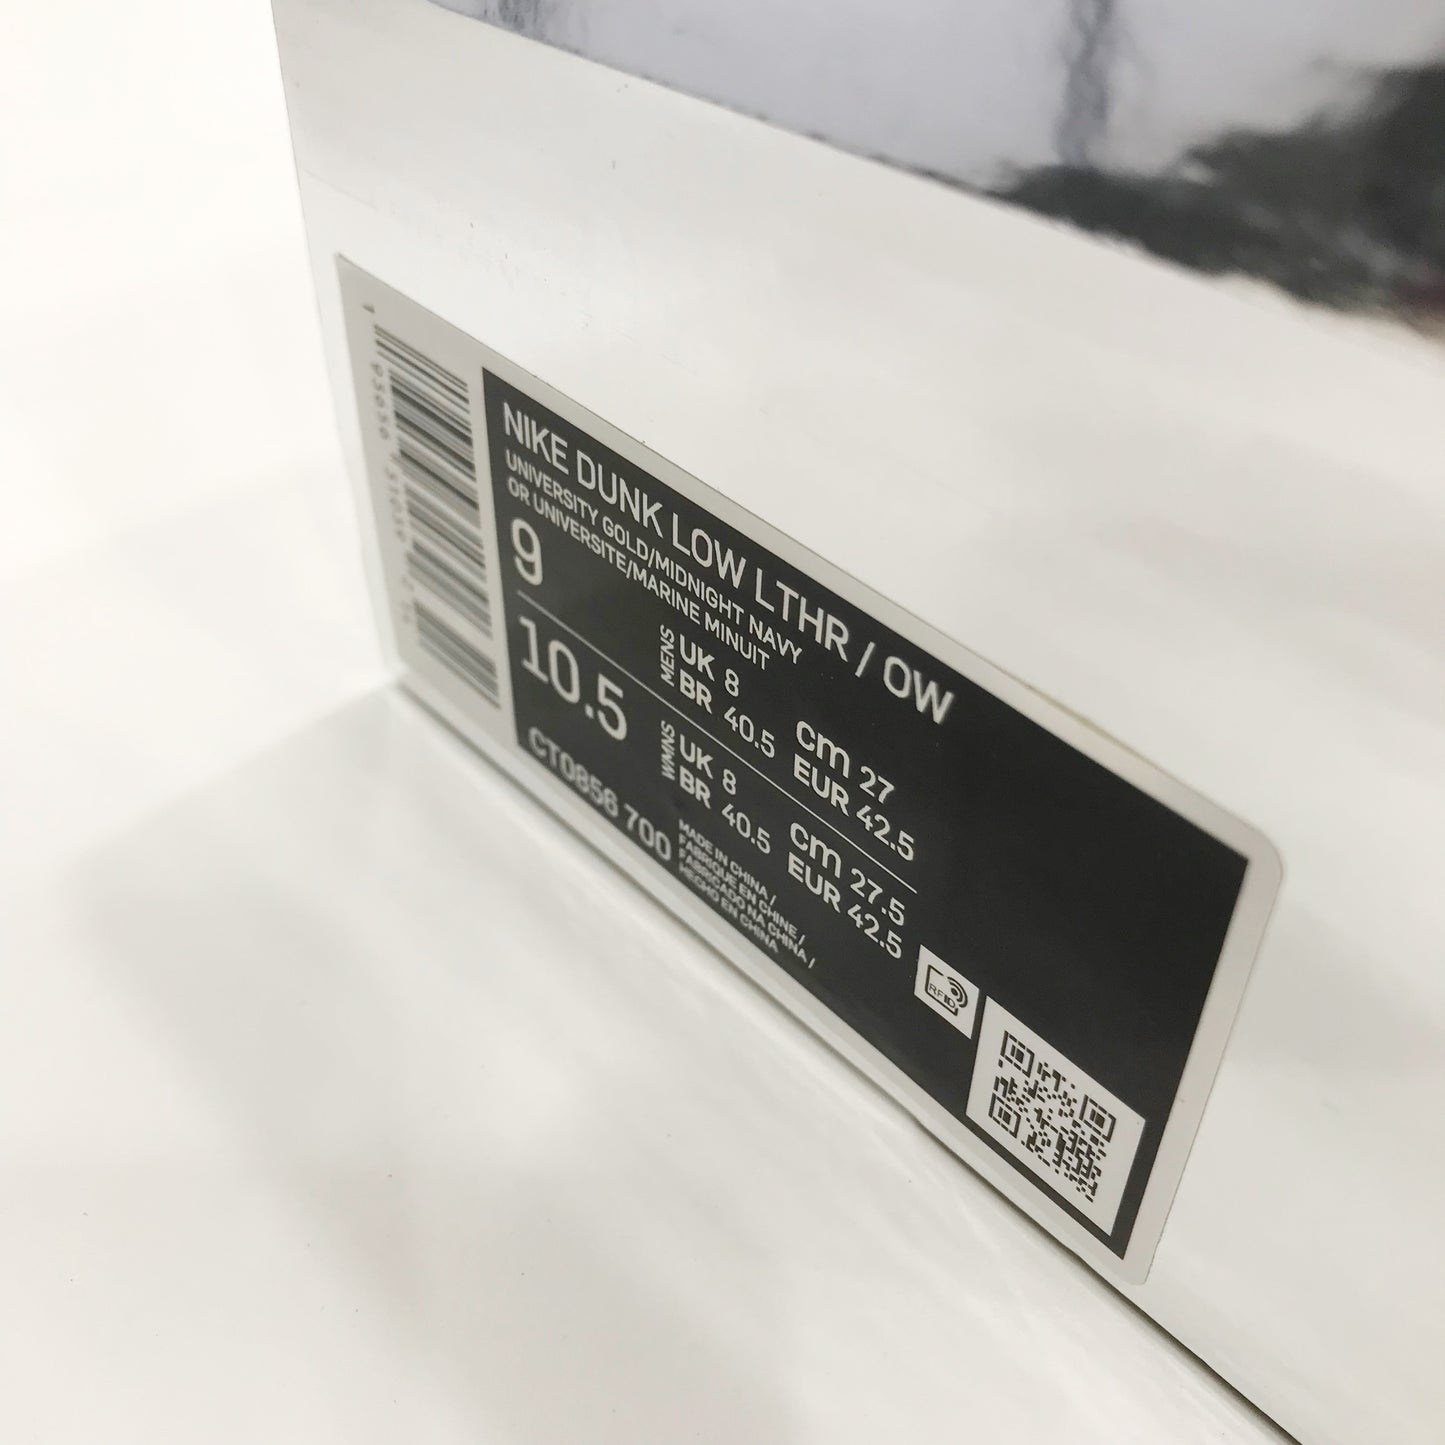 NIKE DUNK LOW LTHR / OW
UNIVERSITY GOLD/MIDNIGHT NAVY
OR UNIVERSITE/MARINE MINUIT
9
MENS
UK 8
BR 40.5
cm 27
EUR 42.5
10.5
WMNS
UK 8
BR 40.5
cm 27.5
EUR 42.5
CT0856 700
MADE IN CHINA /
FABRIQUE EN CHINE /
FABRICADO NA CHINA /
HECHO EN CHINA
RFID